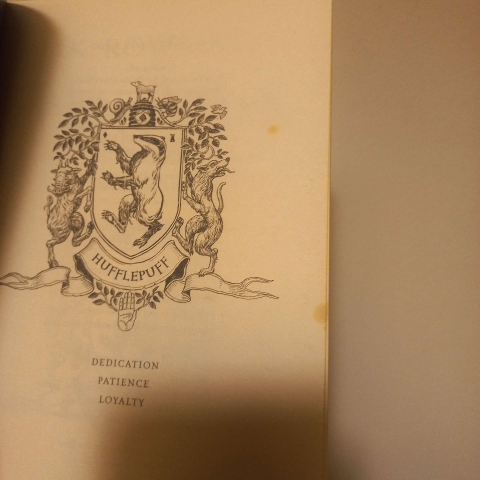 HUFFLEPUFF
DEDICATION
PATIENCE
LOYALTY